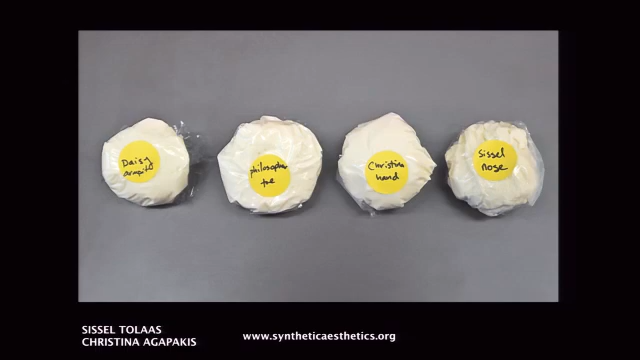 Daisy
armpit
philosopher
toe
Christina
hand
Sissel
nose
SISSEL TOLAAS
CHRISTINA AGAPAKIS
www.syntheticaesthetics.org